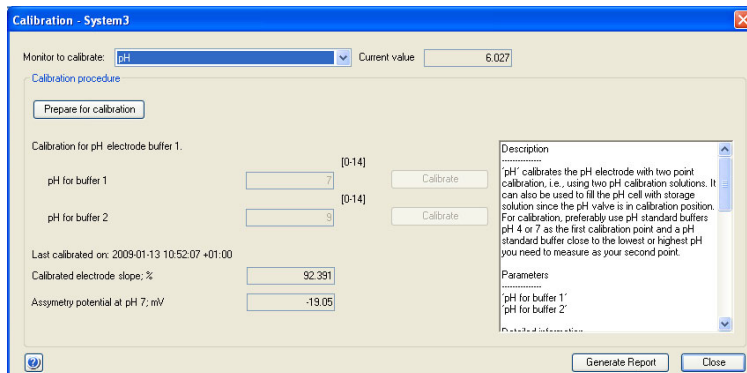 Calibration - System3
Monitor to calibrate: pH Current value 6.027
Calibration procedure
Prepare for calibration
Calibration for pH electrode buffer 1.
[0-14]
pH for buffer 1 7 Calibrate
[0-14]
pH for buffer 2 9 Calibrate
Last calibrated on: 2009-01-13 10:52:07 +01:00
Calibrated electrode slope; % 92.391
Assymetry potential at pH 7; mV -19.05
Description
---------------
'pH' calibrates the pH electrode with two point
calibration, i.e., using two pH calibration solutions. It
can also be used to fill the pH cell with storage
solution since the pH valve is in calibration position.
For calibration, preferably use pH standard buffers
pH 4 or 7 as the first calibration point and a pH
standard buffer close to the lowest or highest pH
you need to measure as your second point.
Parameters
---------------
'pH for buffer 1'
'pH for buffer 2'
Detailed information
Generate Report Close